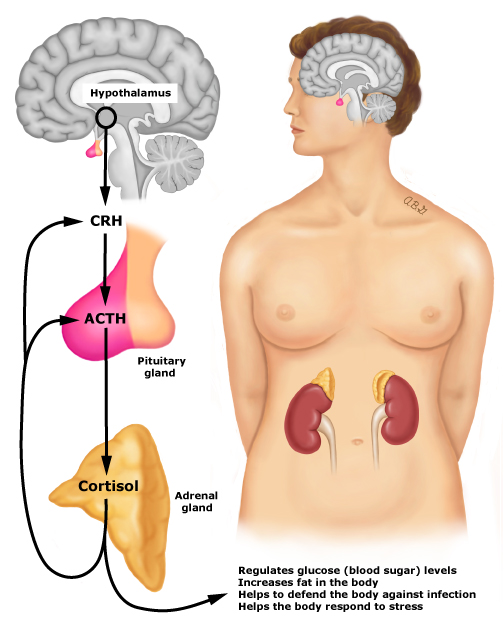 Hypothalamus
CRH
ACTH
Pituitary
gland
Cortisol
Adrenal
gland
Regulates glucose (blood sugar) levels
Increases fat in the body
Helps to defend the body against infection
Helps the body respond to stress